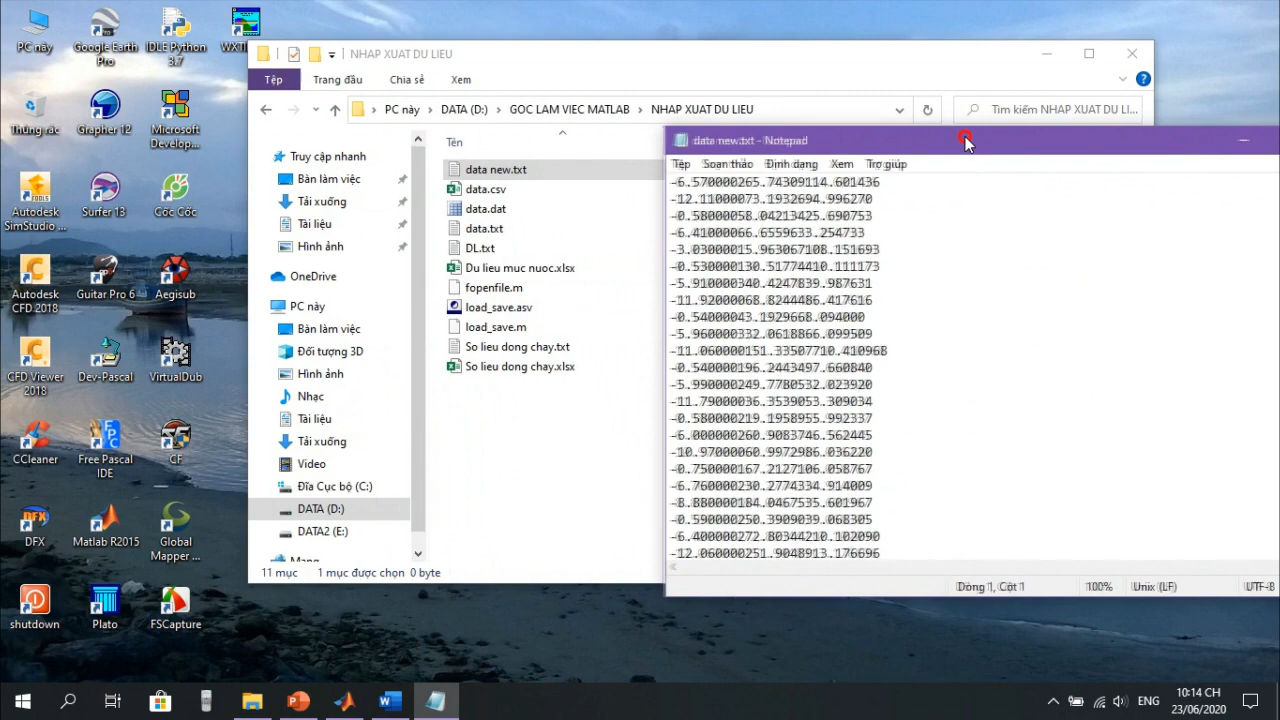 PC này
Google Earth Pro
IDLE Python 3.7
Thùng rác
Grapher 12
Microsoft Develop...
Autodesk SimStudio ...
Surfer 13
Cốc Cốc
Autodesk CFD 2018
Guitar Pro 6
Aegisub
CFD Viewer 2018
Dev-Pascal
VirtualDub
CCleaner
Free Pascal IDE
CF
DFX
Matlab R2015
Global Mapper ...
shutdown
Plato
FSCapture
NHAP XUAT DU LIEU
Tệp
Trang đầu
Chia sẻ
Xem
PC này > DATA (D:) > GOC LAM VIEC MATLAB > NHAP XUAT DU LIEU
Tìm kiếm NHAP XUAT DU LI...
Truy cập nhanh
Bàn làm việc
Tải xuống
Tài liệu
Hình ảnh
OneDrive
PC này
Bàn làm việc
Đối tượng 3D
Hình ảnh
Nhạc
Tài liệu
Tải xuống
Video
Đĩa Cục bộ (C:)
DATA (D:)
DATA2 (E:)
Mạng
Tên
data new.txt
data.csv
data.dat
data.txt
DL.txt
Du lieu muc nuoc.xlsx
fopenfile.m
load_save.asv
load_save.m
So lieu dong chay.txt
So lieu dong chay.xlsx
11 mục
1 mục được chọn 0 byte
data new.txt - Notepad
Tệp Soạn thảo Định dạng Xem Trợ giúp
-6.570000265.74309114.601436
-12.11000073.1932694.996270
-0.58000058.04213425.690753
-6.41000066.6559633.254733
-3.03000015.963067108.151693
-0.530000130.51774410.111173
-5.910000340.4247839.987631
-11.92000068.8244486.417616
-0.54000043.1929668.094000
-5.960000332.0618866.099509
-11.060000151.33507710.410968
-0.540000196.2443497.660840
-5.990000249.7780532.023920
-11.79000036.3539053.309034
-0.580000219.1958955.992337
-6.000000260.9083746.562445
-10.97000060.9972986.036220
-0.750000167.2127106.058767
-6.760000230.2774334.914009
-8.880000184.0467535.601967
-0.590000250.3909039.068305
-6.400000272.80344210.102090
-12.060000251.9048913.176696
Dòng 1, Cột 1
100%
Unix (LF)
UTF-8
ENG
10:14 CH
23/06/2020